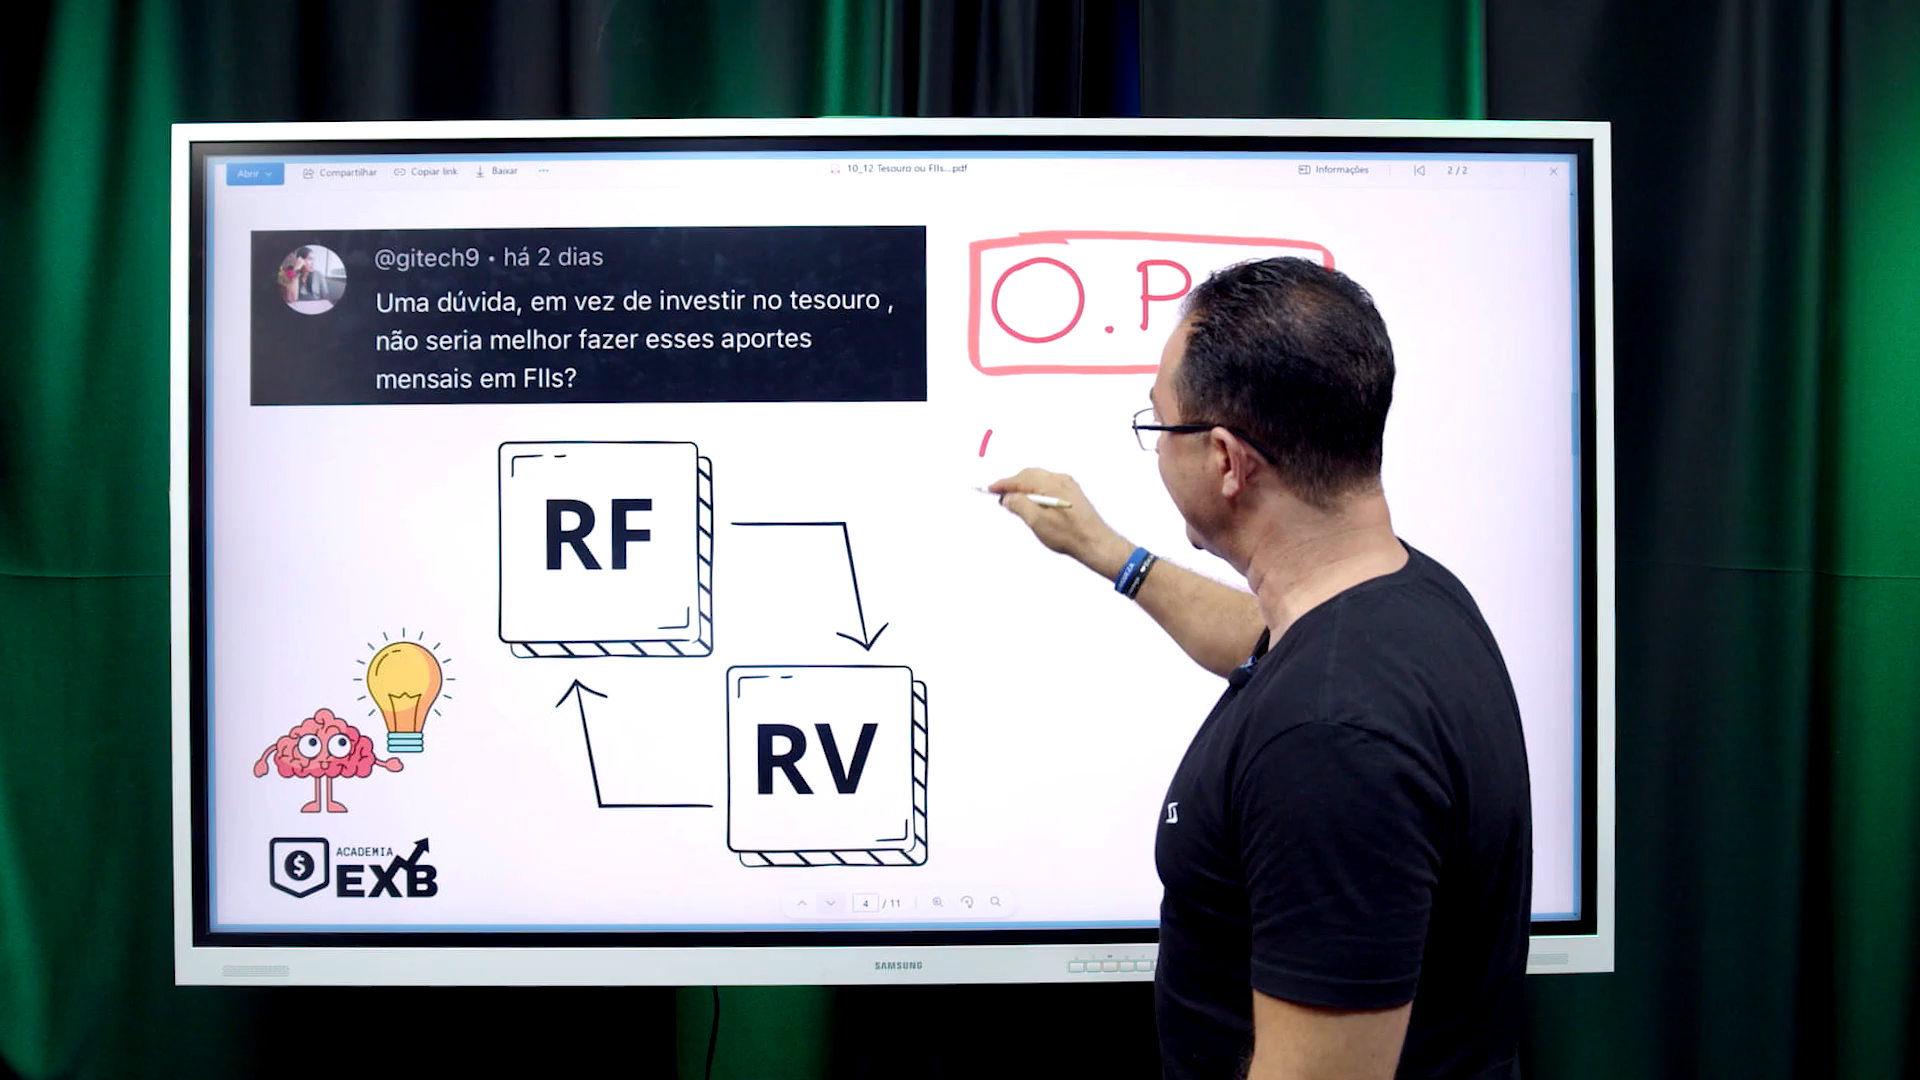 Abrir
Compartilhar
Copiar link
Baixar
10_12 Tesouro ou FIIs....pdf
Informações
2 / 2
@gitech9 • há 2 dias
Uma dúvida, em vez de investir no tesouro ,
não seria melhor fazer esses aportes
mensais em FIIs?
O.P
RF
RV
ACADEMIA
EXB
4 / 11
SAMSUNG